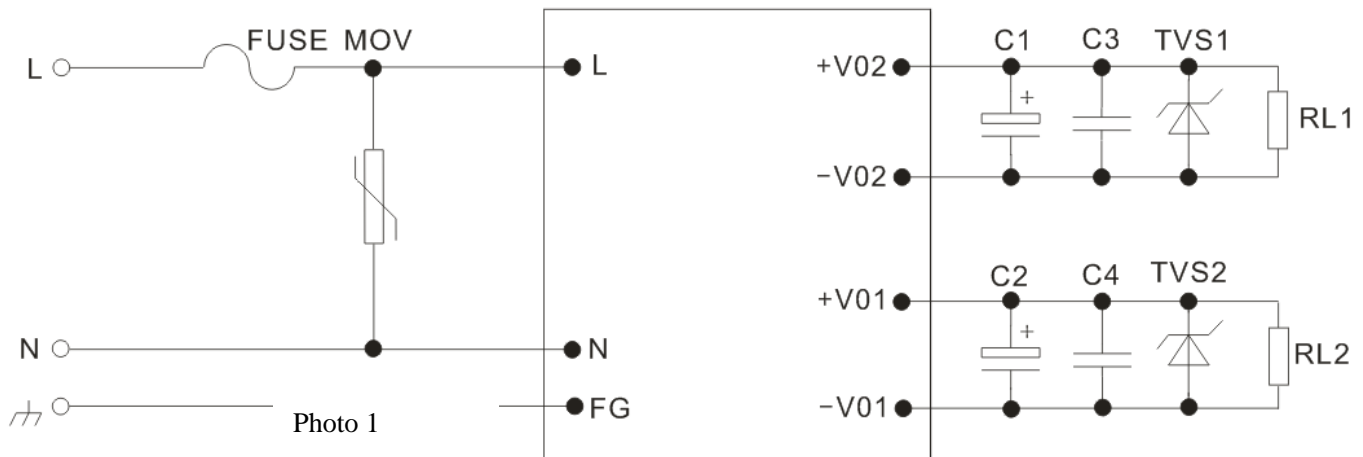 FUSE MOV
L
L
N
N
FG
Photo 1
+V02
-V02
+V01
-V01
C1
C3
TVS1
+
RL1
C2
C4
TVS2
+
RL2